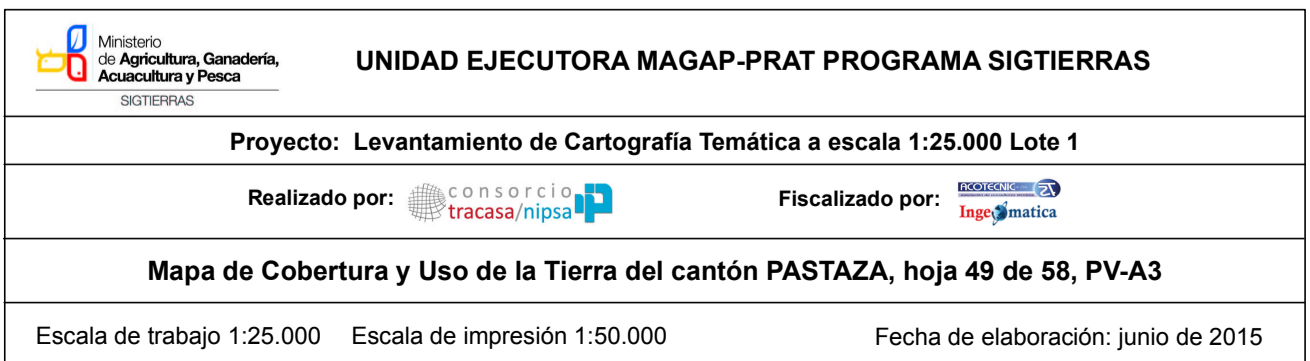 Ministerio
de Agricultura, Ganadería,
Acuacultura y Pesca
SIGTIERRAS
UNIDAD EJECUTORA MAGAP-PRAT PROGRAMA SIGTIERRAS
Proyecto: Levantamiento de Cartografía Temática a escala 1:25.000 Lote 1
Realizado por: consorcio
tracasa/nipsa
Fiscalizado por: ACOTECNIC
Ingeomatica
Mapa de Cobertura y Uso de la Tierra del cantón PASTAZA, hoja 49 de 58, PV-A3
Escala de trabajo 1:25.000 Escala de impresión 1:50.000 Fecha de elaboración: junio de 2015